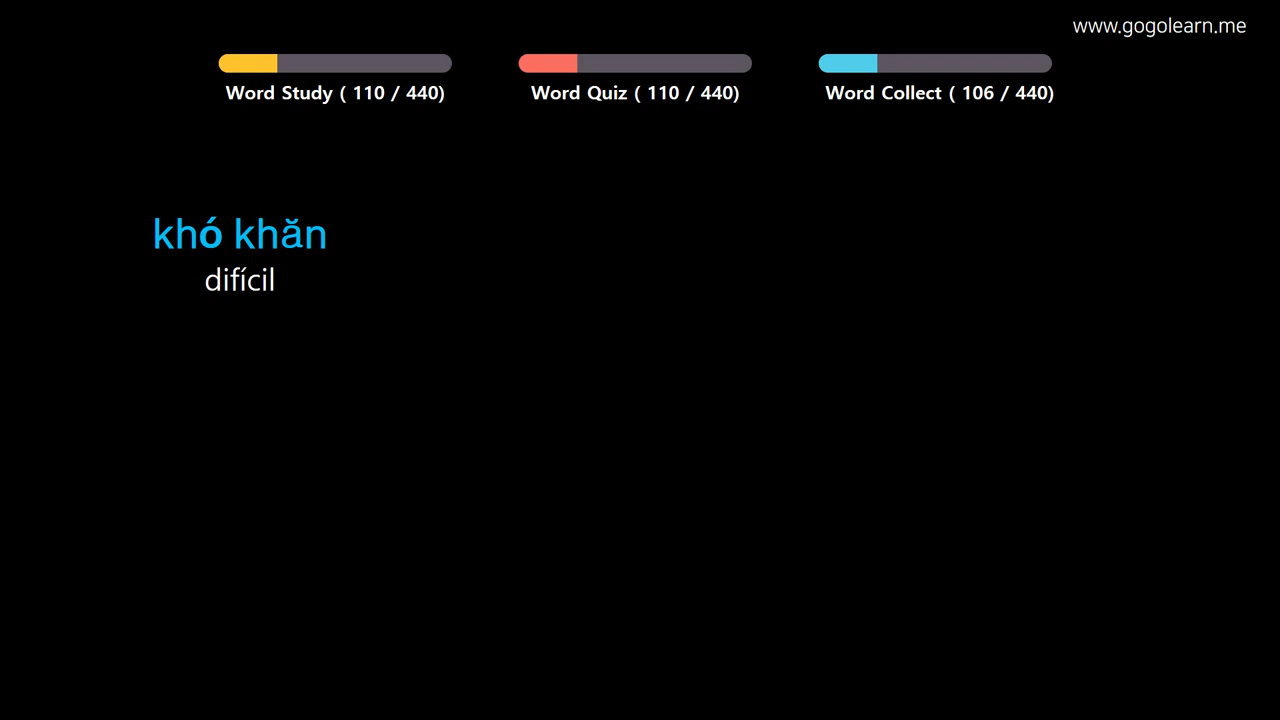 www.gogolearn.me
Word Study ( 110 / 440)
Word Quiz ( 110 / 440)
Word Collect ( 106 / 440)
khó khăn
difícil